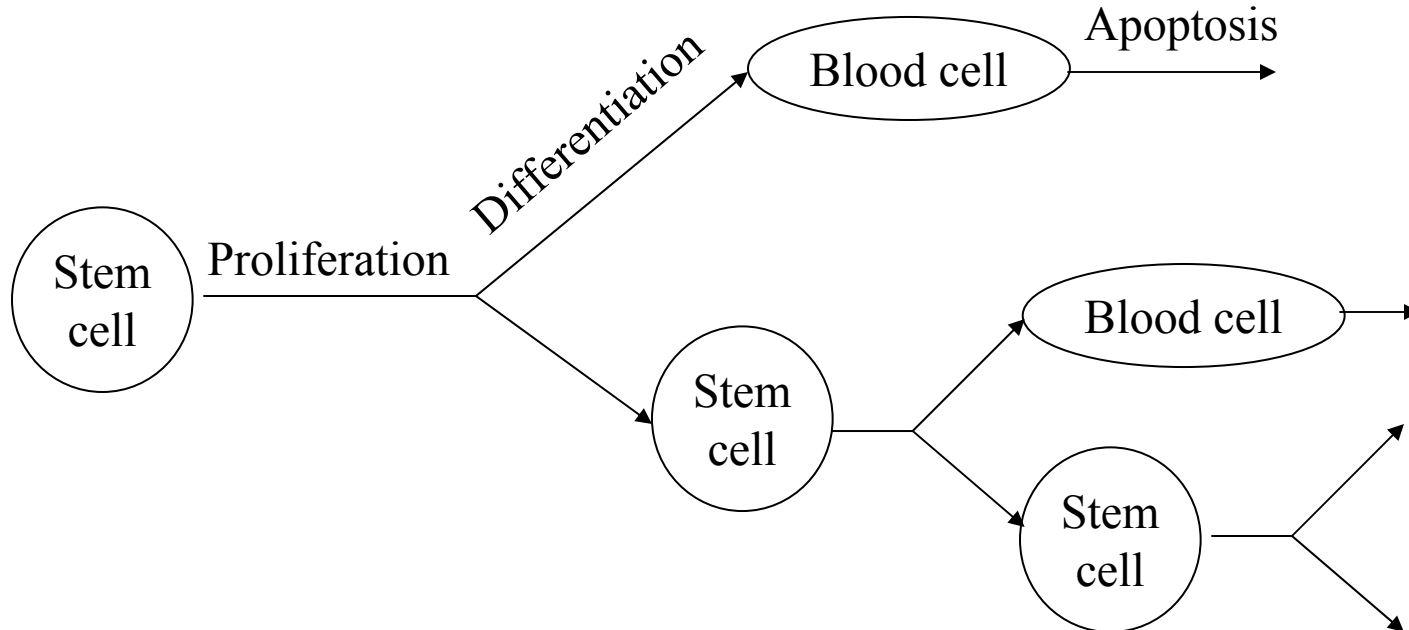 Apoptosis
Blood cell
Differentiation
Proliferation
Stem
cell
Blood cell
Stem
cell
Stem
cell